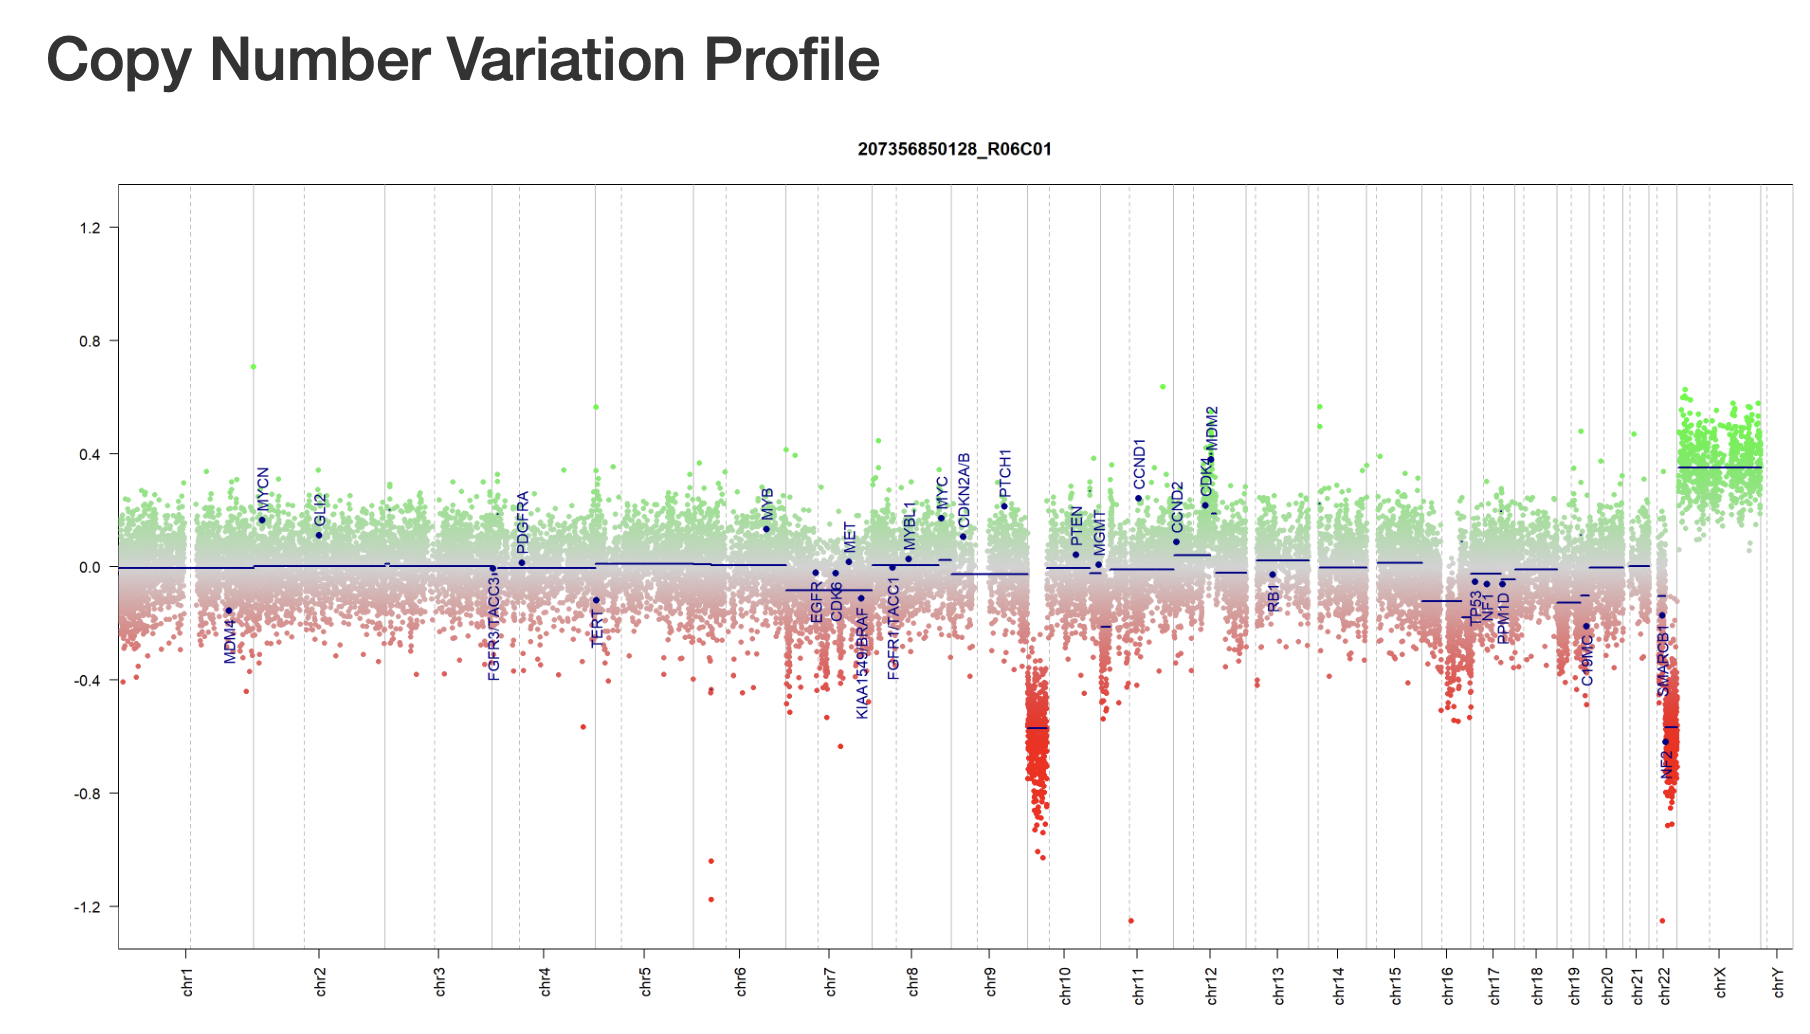 Copy Number Variation Profile
207356850128_R06C01
1.2
0.8
0.4
0.0
-0.4
-0.8
-1.2
MDM4
MYCN
GLI2
FGFR3/TACC3
PDGFRA
TERT
MYB
EGFR
CDK6
MET
KIAA1549/BRAF
FGFR1/TACC1
MYBL1
MYC
CDKN2A/B
PTCH1
PTEN
MGMT
CCND1
CCND2
CDK4
MDM2
RB1
TP53
NF1
PPM1D
C19MC
SMARCB1
NF2
chr1
chr2
chr3
chr4
chr5
chr6
chr7
chr8
chr9
chr10
chr11
chr12
chr13
chr14
chr15
chr16
chr17
chr18
chr19
chr20
chr21
chr22
chrX
chrY